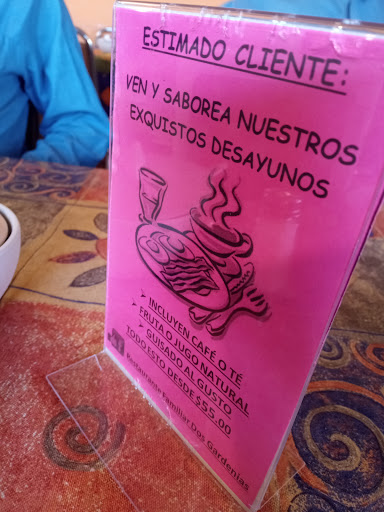 ESTIMADO CLIENTE:
VEN Y SABOREA NUESTROS
EXQUISTOS DESAYUNOS
➤ INCLUYEN CAFÉ O TÉ
➤ FRUTA O JUGO NATURAL
➤ GUISADO AL GUSTO
TODO ESTO DESDE $55.00
Restaurante Familiar Dos Gardenias